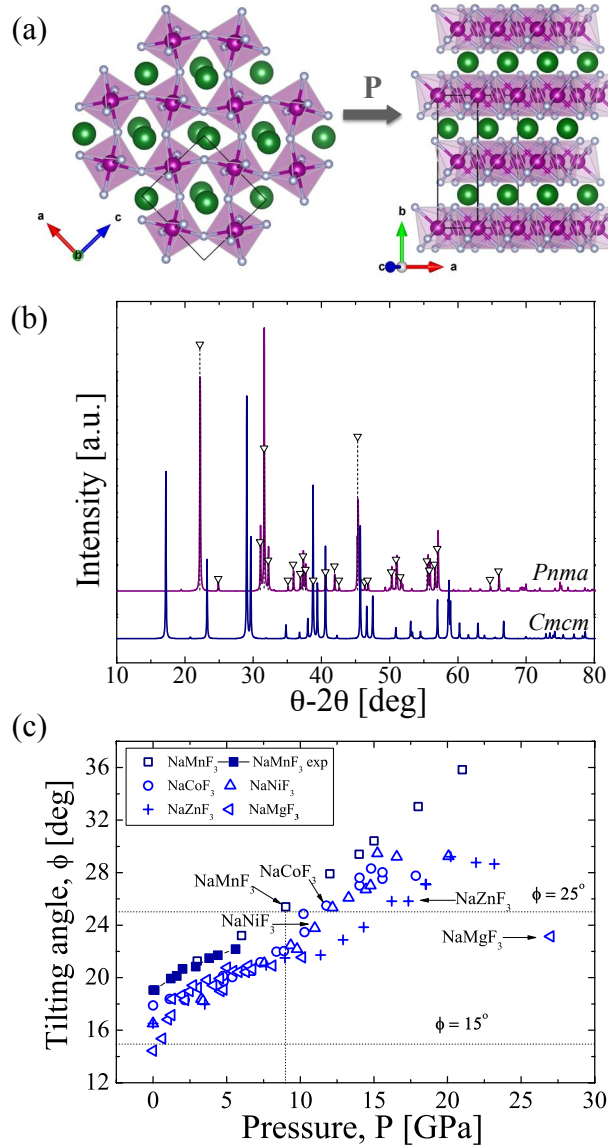 (a)
P
a
c
b
b
c
a
(b)
Intensity [a.u.]
Pnma
Cmcm
10 20 30 40 50 60 70 80
θ-2θ [deg]
(c)
Tilting angle, ϕ [deg]
36
32
28
24
20
16
12
NaMnF₃ NaMnF₃ exp
NaCoF₃ NaNiF₃
NaZnF₃ NaMgF₃
NaMnF₃
NaCoF₃
NaNiF₃
NaZnF₃
ϕ = 25°
NaMgF₃
ϕ = 15°
0 5 10 15 20 25 30
Pressure, P [GPa]